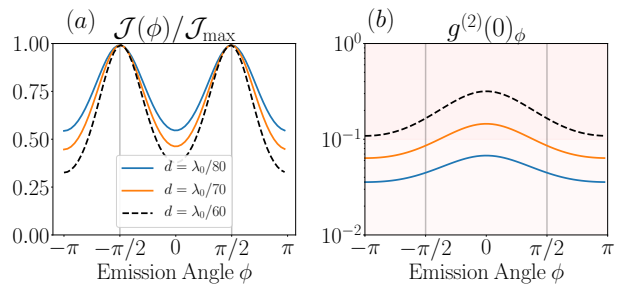 (a) 𝒥(ϕ)/𝒥max
1.00
0.75
0.50
0.25
0.00
d = λ0/80
d = λ0/70
d = λ0/60
−π −π/2 0 π/2 π
Emission Angle ϕ
(b) g(2)(0)ϕ
10^0
10^−1
10^−2
−π −π/2 0 π/2 π
Emission Angle ϕ